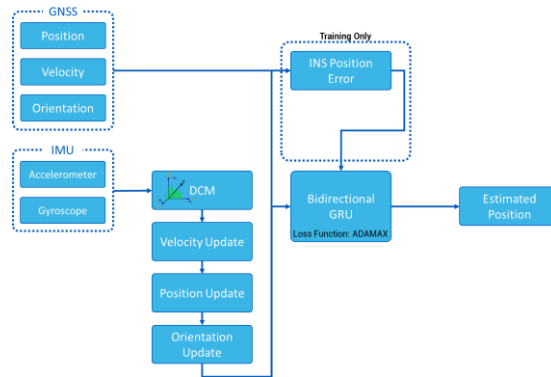 GNSS
Position
Velocity
Orientation
IMU
Accelerometer
Gyroscope
DCM
Velocity Update
Position Update
Orientation
Update
Training Only
INS Position
Error
Bidirectional
GRU
Loss Function: ADAMAX
Estimated
Position